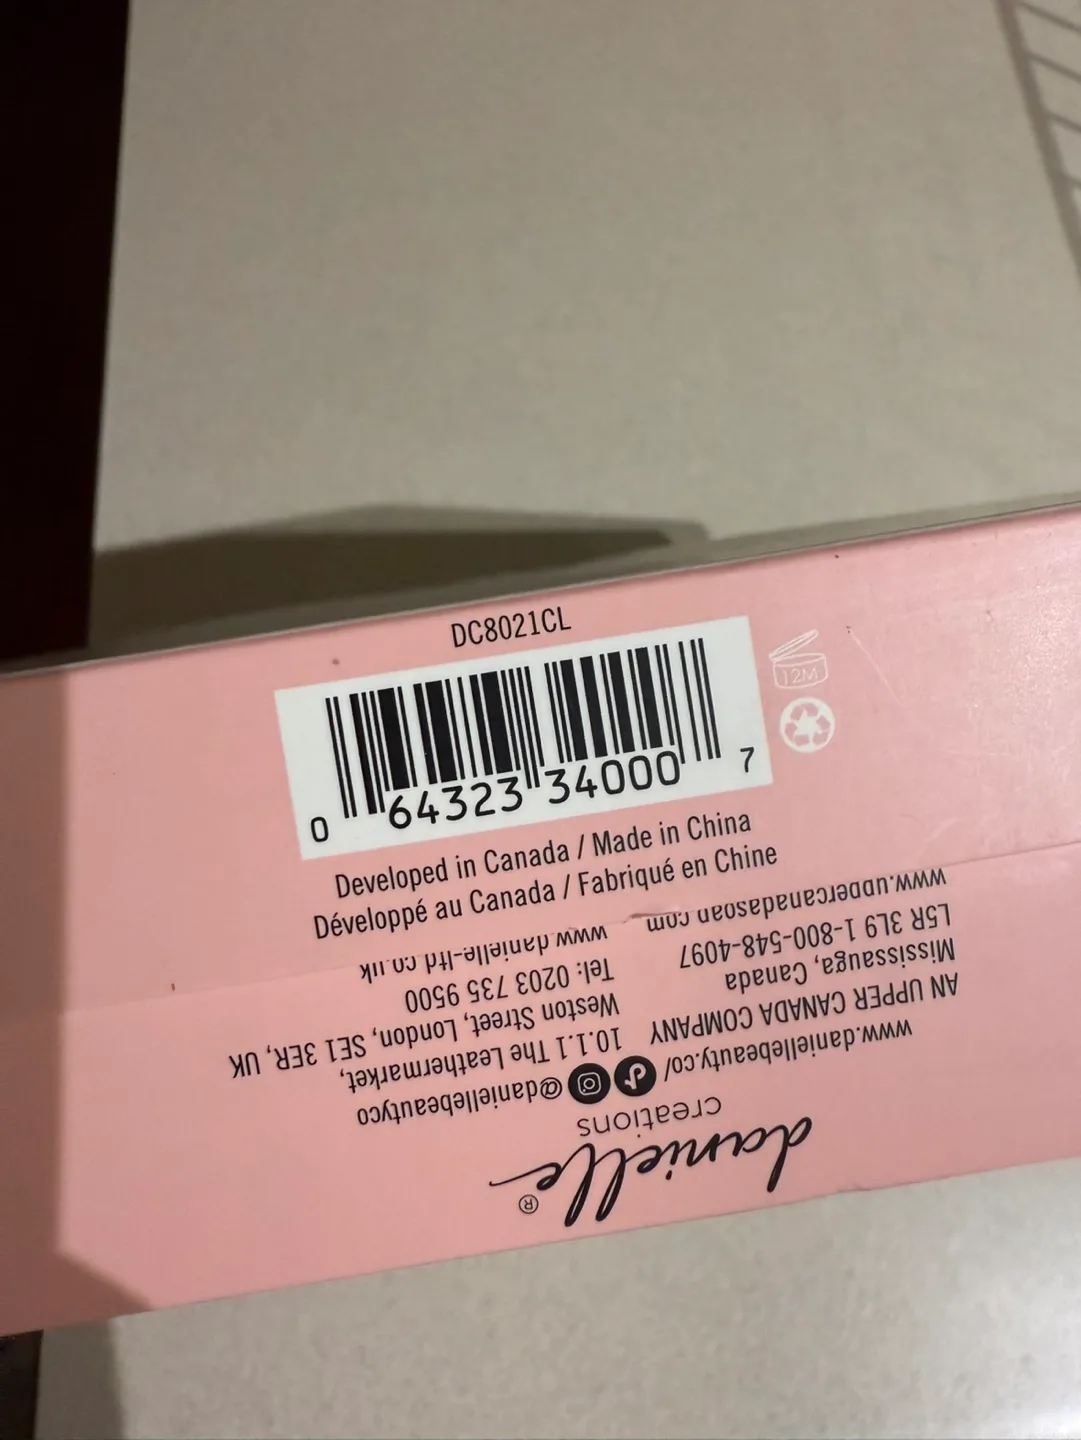 DC8021CL
12M
0 64323 34000 7
Developed in Canada / Made in China
Développé au Canada / Fabriqué en Chine
danielle®
creations
www.daniellebeauty.co/
@daniellebeautyco
AN UPPER CANADA COMPANY
Mississauga, Canada
L5R 3L9 1-800-548-4097
www.uppercanadasoap.com
10.1.1 The Leathermarket,
Weston Street, London, SE1 3ER, UK
Tel: 0203 735 9500
www.danielle-ltd.co.uk